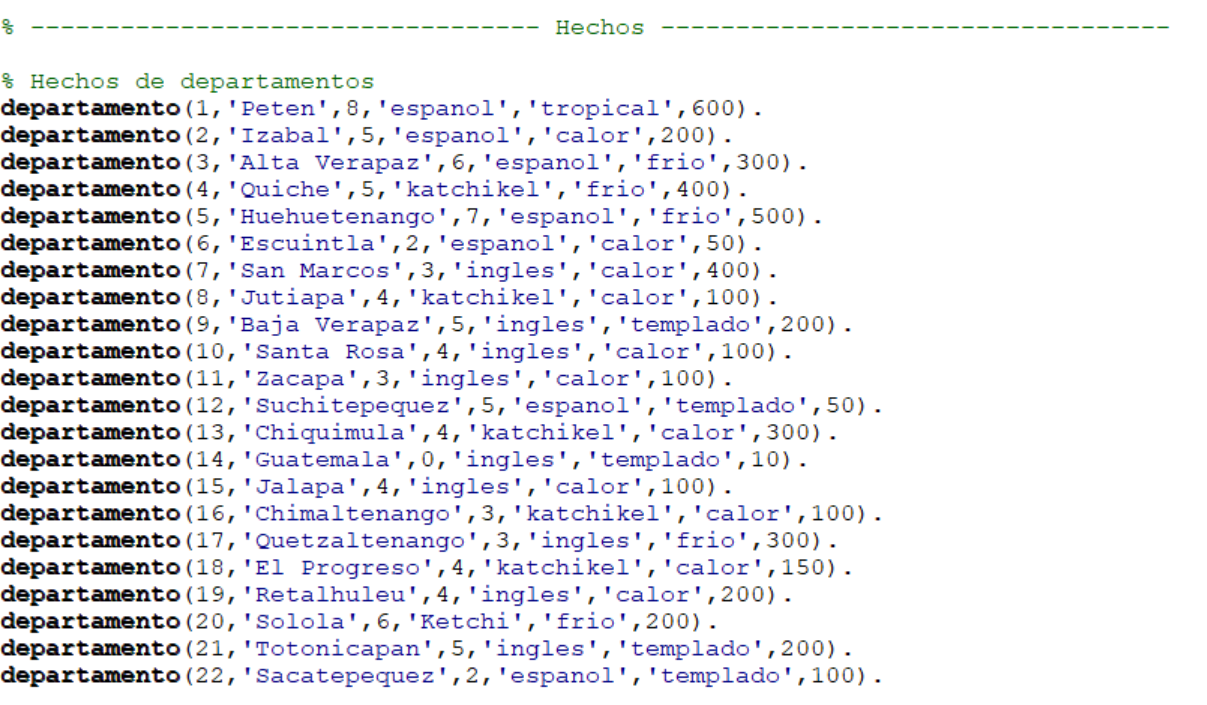 % ---------------------------------- Hechos ----------------------------------
% Hechos de departamentos
departamento(1,'Peten',8,'espanol','tropical',600).
departamento(2,'Izabal',5,'espanol','calor',200).
departamento(3,'Alta Verapaz',6,'espanol','frio',300).
departamento(4,'Quiche',5,'katchikel','frio',400).
departamento(5,'Huehuetenango',7,'espanol','frio',500).
departamento(6,'Escuintla',2,'espanol','calor',50).
departamento(7,'San Marcos',3,'ingles','calor',400).
departamento(8,'Jutiapa',4,'katchikel','calor',100).
departamento(9,'Baja Verapaz',5,'ingles','templado',200).
departamento(10,'Santa Rosa',4,'ingles','calor',100).
departamento(11,'Zacapa',3,'ingles','calor',100).
departamento(12,'Suchitepequez',5,'espanol','templado',50).
departamento(13,'Chiquimula',4,'katchikel','calor',300).
departamento(14,'Guatemala',0,'ingles','templado',10).
departamento(15,'Jalapa',4,'ingles','calor',100).
departamento(16,'Chimaltenango',3,'katchikel','calor',100).
departamento(17,'Quetzaltenango',3,'ingles','frio',300).
departamento(18,'El Progreso',4,'katchikel','calor',150).
departamento(19,'Retalhuleu',4,'ingles','calor',200).
departamento(20,'Solola',6,'Ketchi','frio',200).
departamento(21,'Totonicapan',5,'ingles','templado',200).
departamento(22,'Sacatepequez',2,'espanol','templado',100).